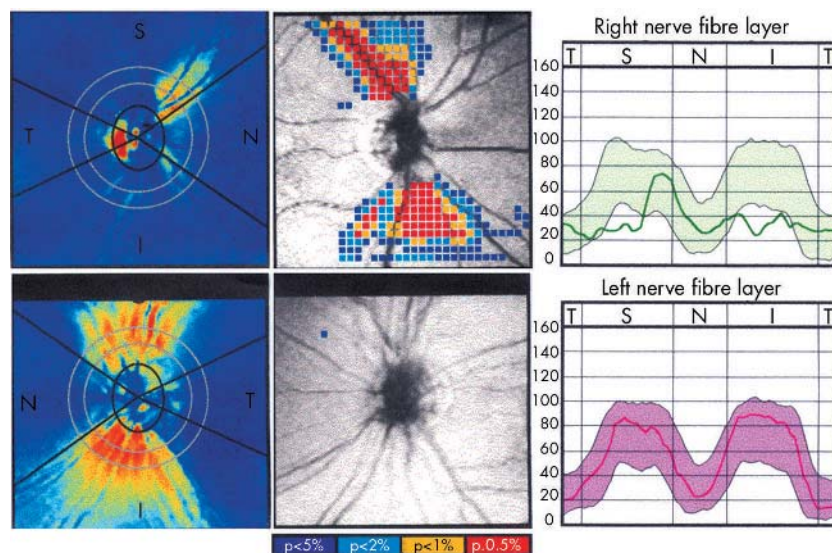 S
T
N
I
Right nerve fibre layer
T S N I T
160
140
120
100
80
60
40
20
0
N
T
I
Left nerve fibre layer
T S N I T
160
140
120
100
80
60
40
20
0
p<5% p<2% p<1% p.0.5%